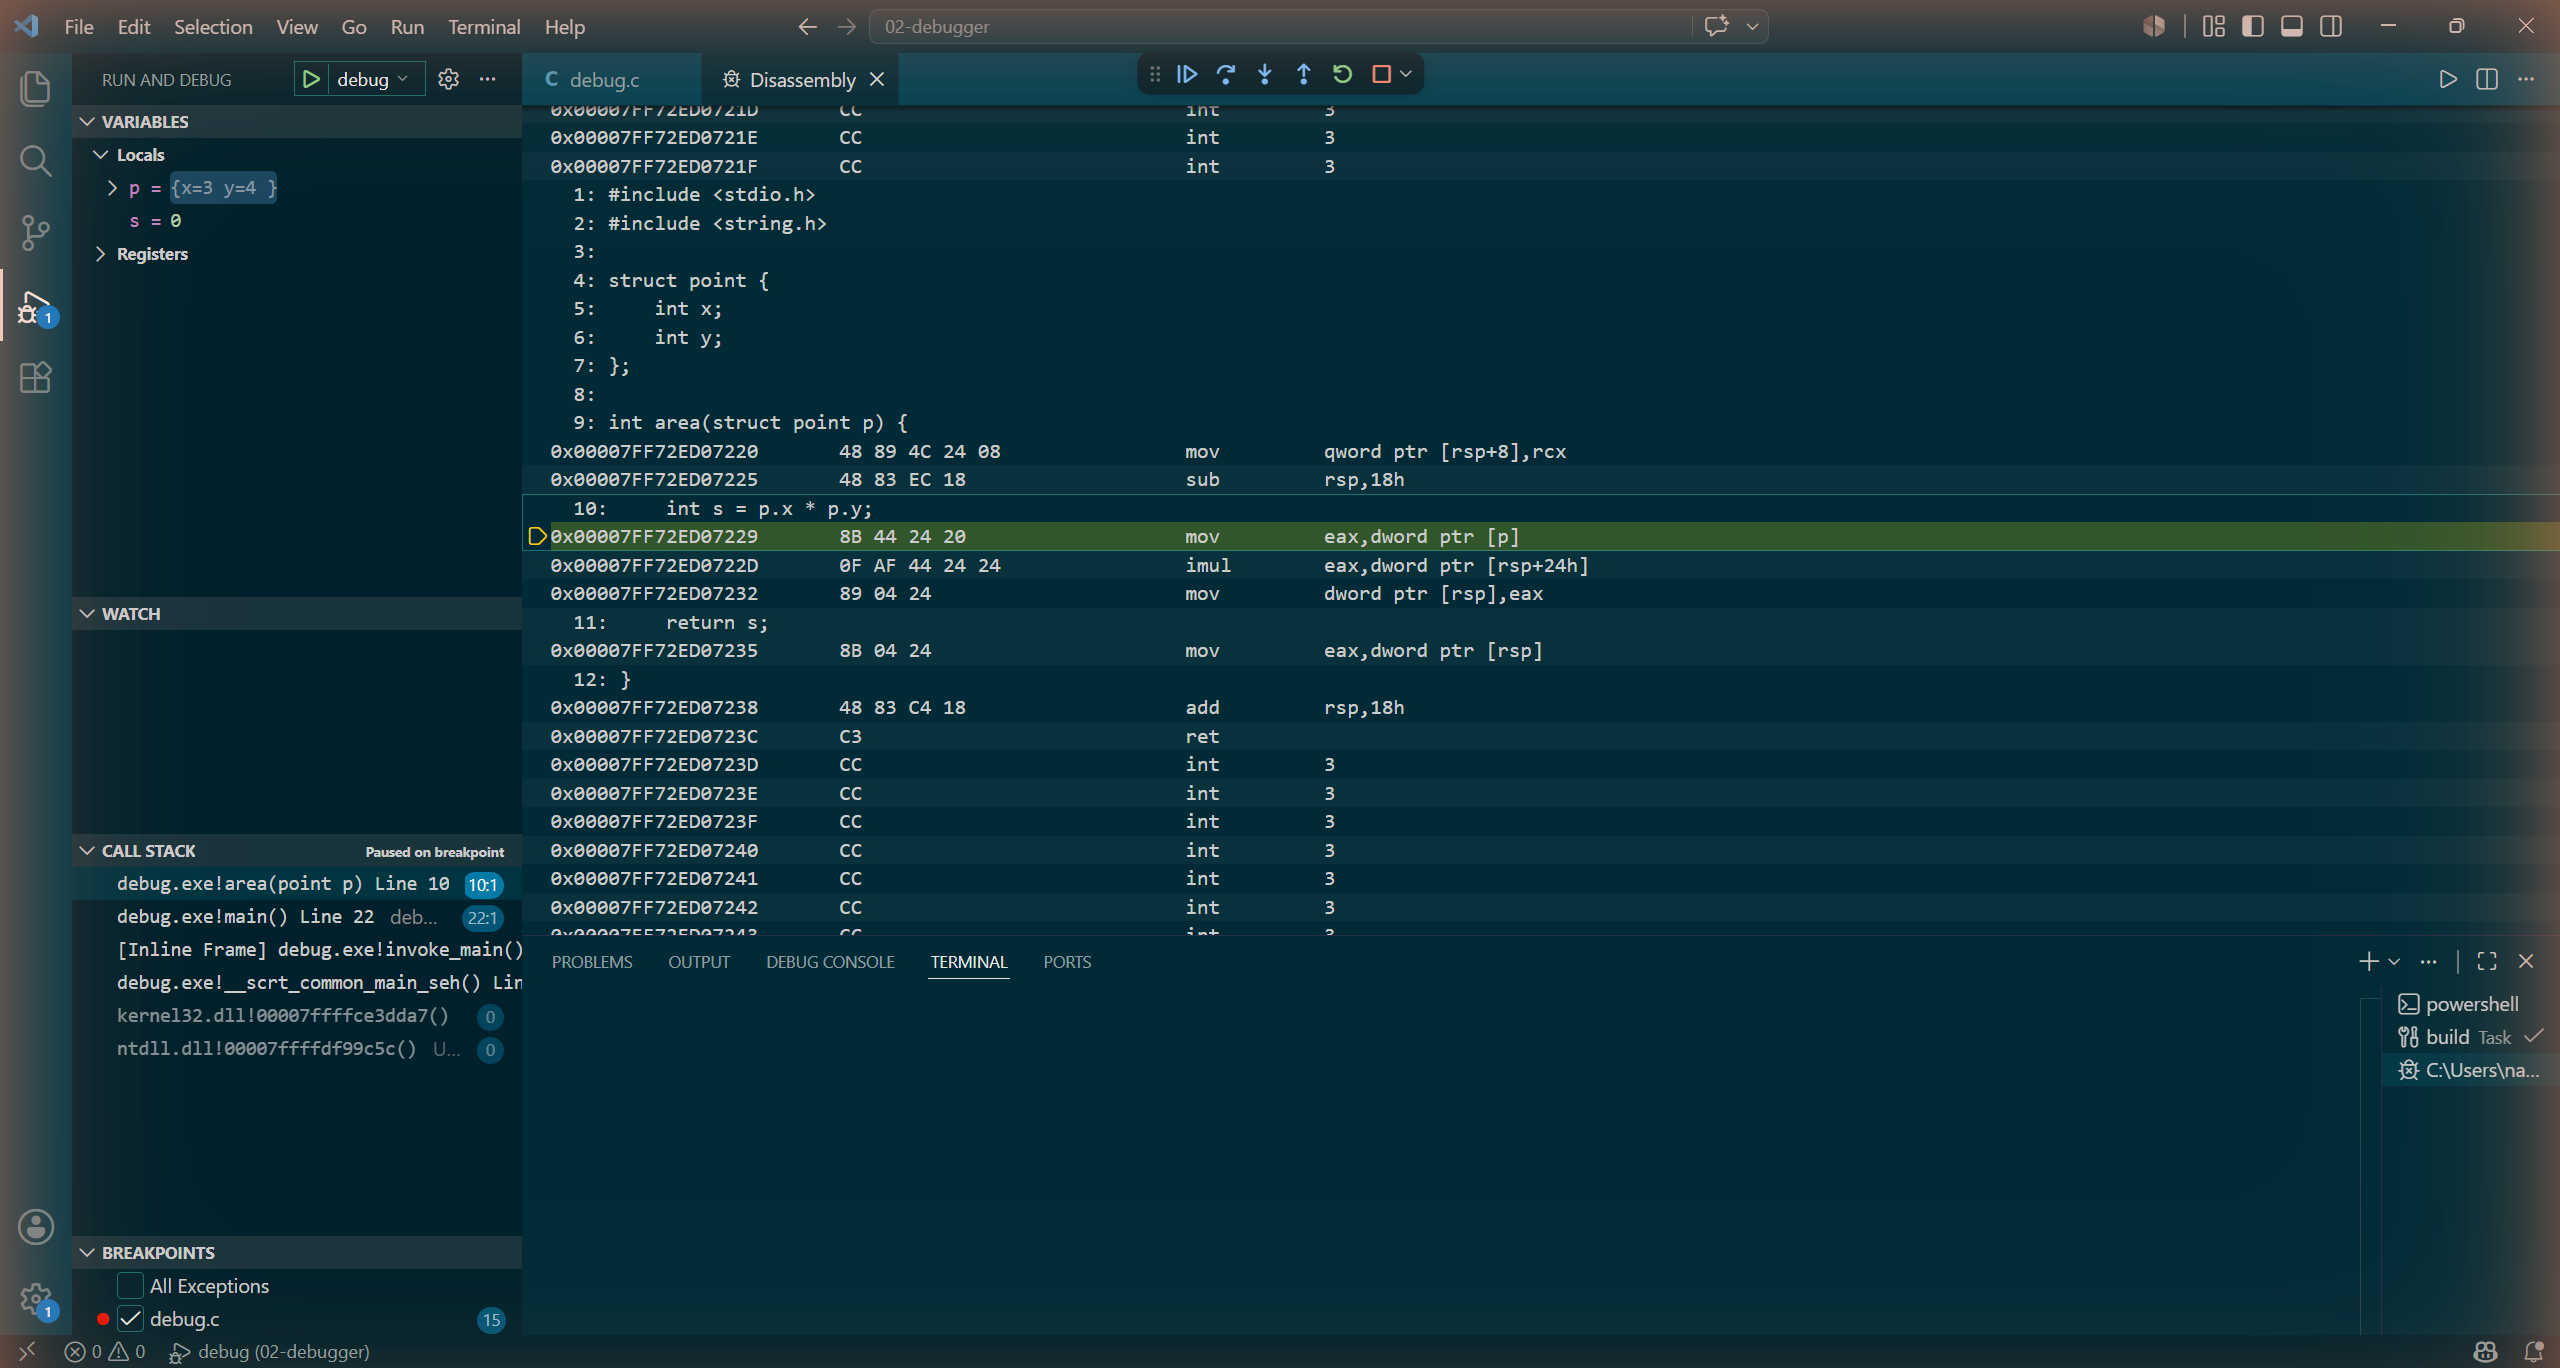 File Edit Selection View Go Run Terminal Help
02-debugger
RUN AND DEBUG
debug
VARIABLES
Locals
p = {x=3 y=4 }
s = 0
Registers
WATCH
CALL STACK Paused on breakpoint
debug.exe!area(point p) Line 10 10:1
debug.exe!main() Line 22 deb... 22:1
[Inline Frame] debug.exe!invoke_main()
debug.exe!__scrt_common_main_seh() Lin
kernel32.dll!00007ffffce3dda7() 0
ntdll.dll!00007ffffdf99c5c() U... 0
BREAKPOINTS
All Exceptions
debug.c 15
C debug.c
Disassembly
0x00007FF72ED0721D CC int 3
0x00007FF72ED0721E CC int 3
0x00007FF72ED0721F CC int 3
1: #include <stdio.h>
2: #include <string.h>
3:
4: struct point {
5: int x;
6: int y;
7: };
8:
9: int area(struct point p) {
0x00007FF72ED07220 48 89 4C 24 08 mov qword ptr [rsp+8],rcx
0x00007FF72ED07225 48 83 EC 18 sub rsp,18h
10: int s = p.x * p.y;
0x00007FF72ED07229 8B 44 24 20 mov eax,dword ptr [p]
0x00007FF72ED0722D 0F AF 44 24 24 imul eax,dword ptr [rsp+24h]
0x00007FF72ED07232 89 04 24 mov dword ptr [rsp],eax
11: return s;
0x00007FF72ED07235 8B 04 24 mov eax,dword ptr [rsp]
12: }
0x00007FF72ED07238 48 83 C4 18 add rsp,18h
0x00007FF72ED0723C C3 ret
0x00007FF72ED0723D CC int 3
0x00007FF72ED0723E CC int 3
0x00007FF72ED0723F CC int 3
0x00007FF72ED07240 CC int 3
0x00007FF72ED07241 CC int 3
0x00007FF72ED07242 CC int 3
0x00007FF72ED07243 CC int 3
PROBLEMS OUTPUT DEBUG CONSOLE TERMINAL PORTS
powershell
build Task
C:\Users\na...
1
1
0 0 debug (02-debugger)